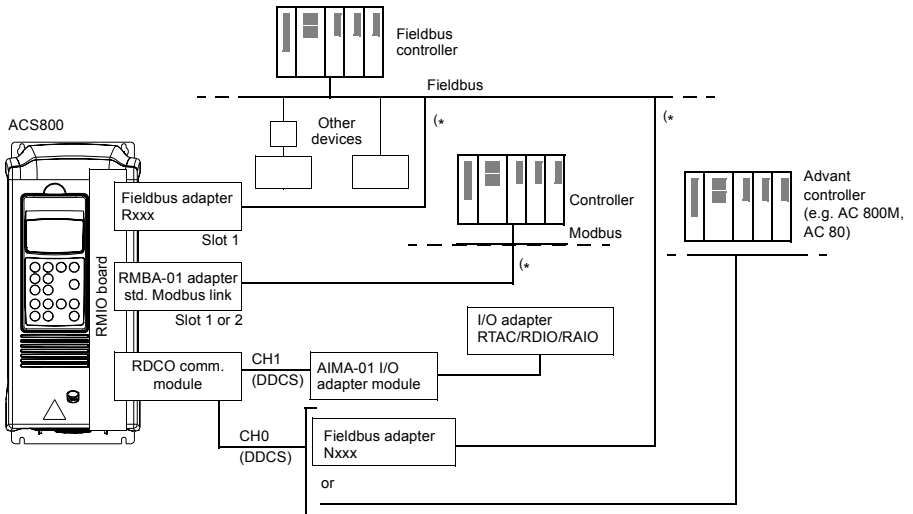 Fieldbus
controller
Fieldbus
ACS800
Other
devices
(*
(*
Fieldbus adapter
Rxxx
Slot 1
Controller
Modbus
Advant
controller
(e.g. AC 800M,
AC 80)
RMIO board
RMBA-01 adapter
std. Modbus link
(*
Slot 1 or 2
I/O adapter
RTAC/RDIO/RAIO
RDCO comm.
module
CH1
(DDCS)
AIMA-01 I/O
adapter module
CH0
(DDCS)
Fieldbus adapter
Nxxx
or